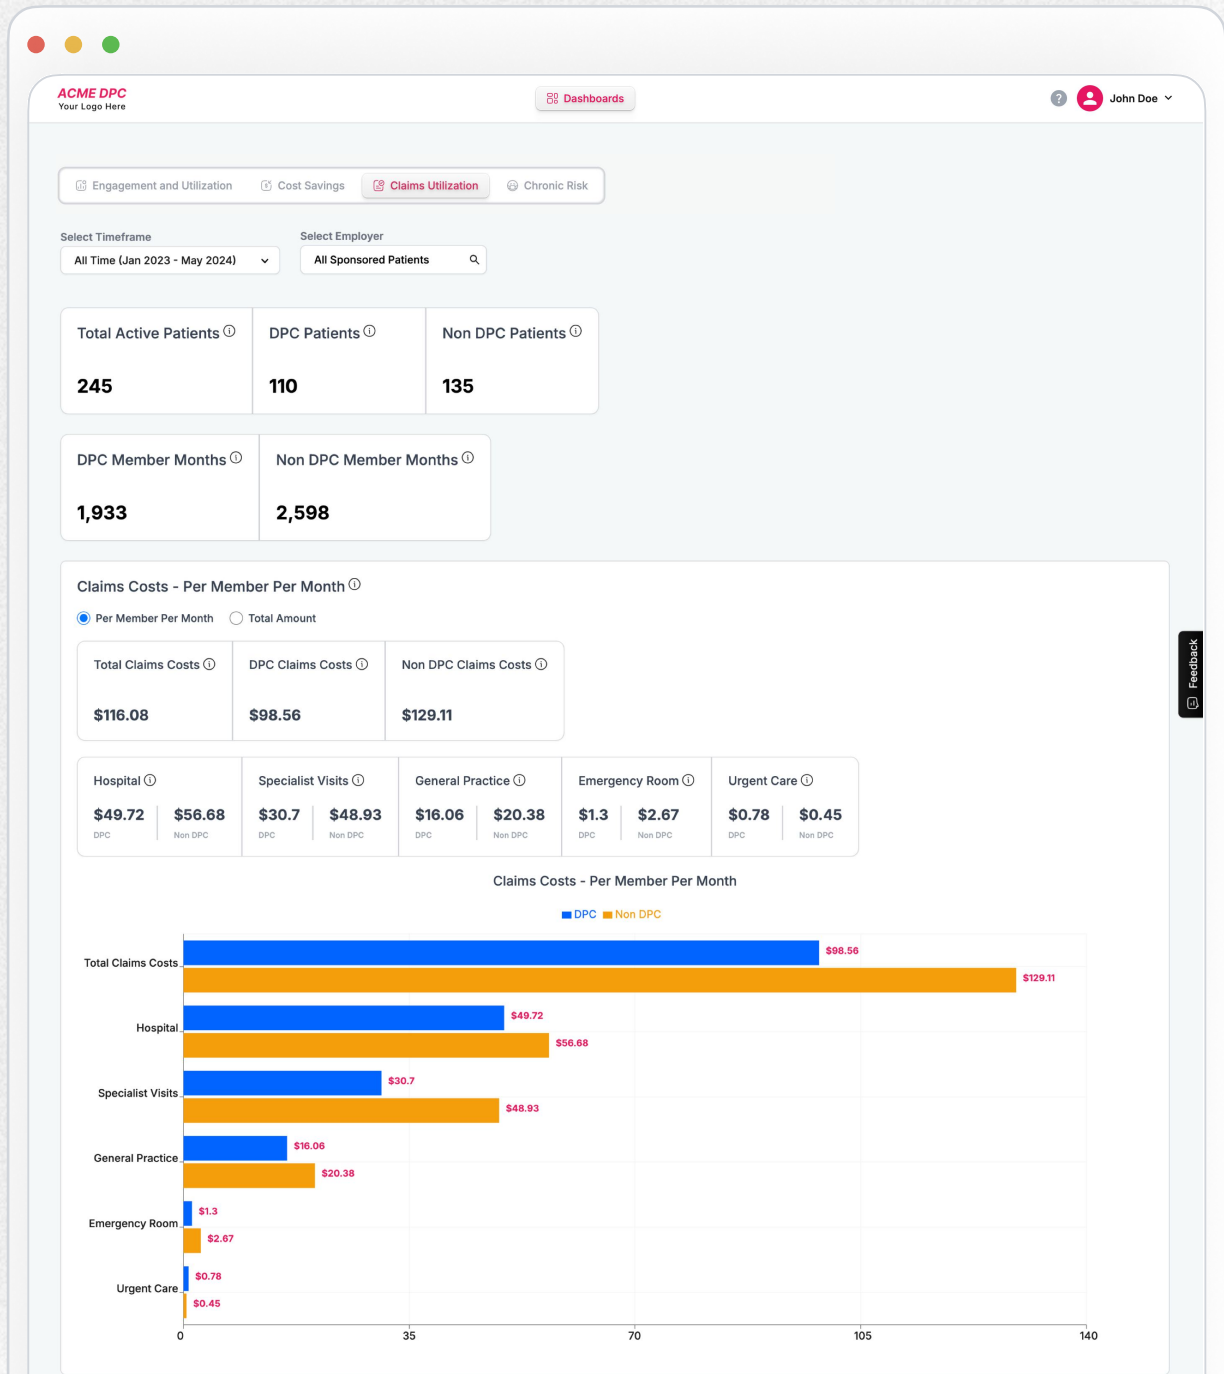 ACME DPC
Your Logo Here
Dashboards
? John Doe
Engagement and Utilization Cost Savings Claims Utilization Chronic Risk
Select Timeframe Select Employer
All Time (Jan 2023 - May 2024) All Sponsored Patients
Total Active Patients DPC Patients Non DPC Patients
245 110 135
DPC Member Months Non DPC Member Months
1,933 2,598
Claims Costs - Per Member Per Month
Per Member Per Month Total Amount
Total Claims Costs DPC Claims Costs Non DPC Claims Costs
$116.08 $98.56 $129.11
Hospital Specialist Visits General Practice Emergency Room Urgent Care
$49.72 $56.68 $30.7 $48.93 $16.06 $20.38 $1.3 $2.67 $0.78 $0.45
DPC Non DPC DPC Non DPC DPC Non DPC DPC Non DPC DPC Non DPC
Feedback
Claims Costs - Per Member Per Month
DPC Non DPC
Total Claims Costs
$98.56
$129.11
Hospital
$49.72
$56.68
Specialist Visits
$30.7
$48.93
General Practice
$16.06
$20.38
Emergency Room
$1.3
$2.67
Urgent Care
$0.78
$0.45
0 35 70 105 140